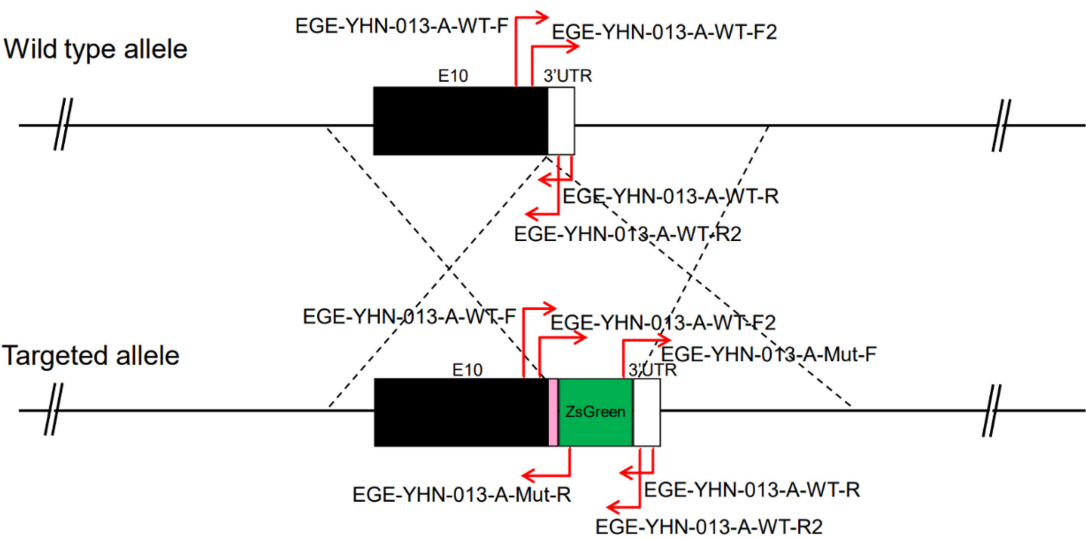 EGE-YHN-013-A-WT-F
EGE-YHN-013-A-WT-F2
Wild type allele
E10
3'UTR
EGE-YHN-013-A-WT-R
EGE-YHN-013-A-WT-R2
EGE-YHN-013-A-WT-F
EGE-YHN-013-A-WT-F2
Targeted allele
EGE-YHN-013-A-Mut-F
E10
3'UTR
ZsGreen
EGE-YHN-013-A-Mut-R
EGE-YHN-013-A-WT-R
EGE-YHN-013-A-WT-R2